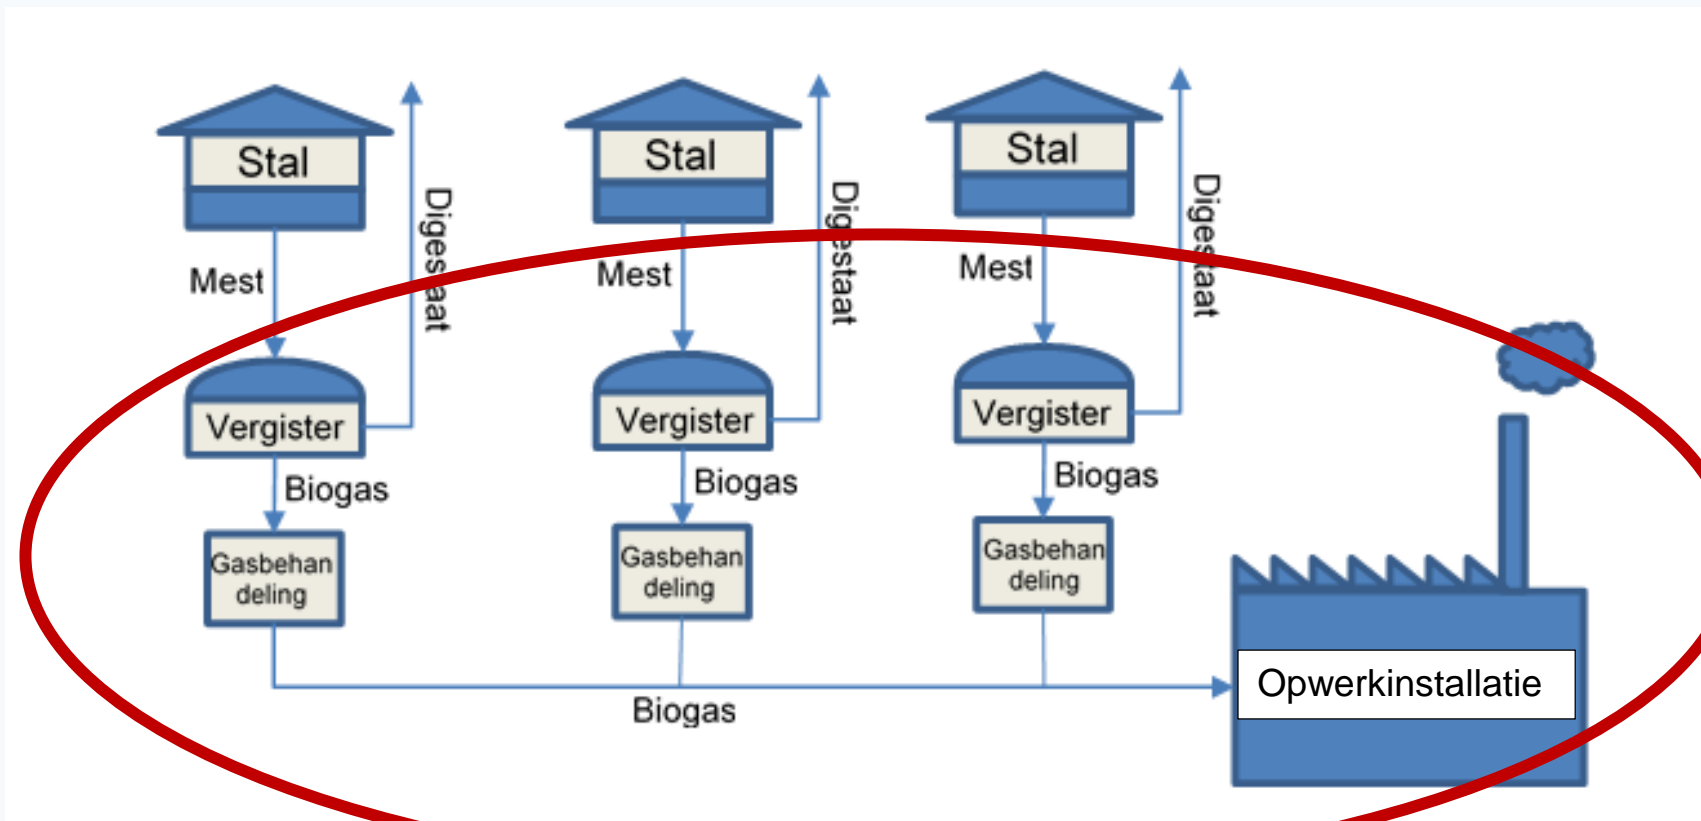 Stal
Stal
Stal
Digestaat
Digestaat
Digestaat
Mest
Mest
Mest
Vergister
Vergister
Vergister
Biogas
Biogas
Biogas
Gasbehan
deling
Gasbehan
deling
Gasbehan
deling
Opwerkinstallatie
Biogas